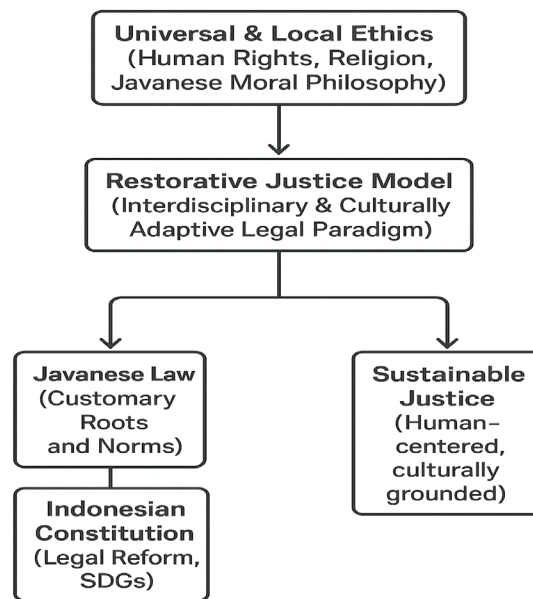 Universal & Local Ethics
(Human Rights, Religion,
Javanese Moral Philosophy)
Restorative Justice Model
(Interdisciplinary & Culturally
Adaptive Legal Paradigm)
Javanese Law
(Customary
Roots
and Norms)
Indonesian
Constitution
(Legal Reform,
SDGs)
Sustainable
Justice
(Human–
centered,
culturally
grounded)